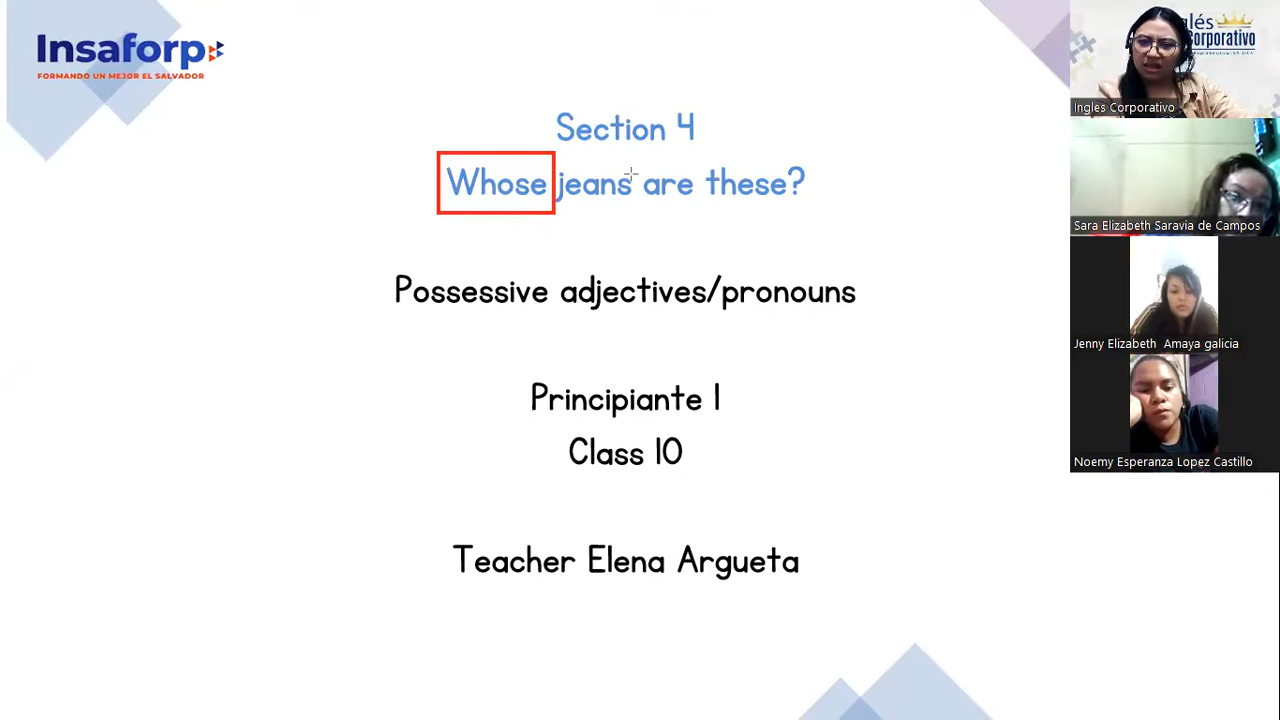 Insaforp
FORMANDO UN MEJOR EL SALVADOR
Section 4
Whose jeans are these?
Possessive adjectives/pronouns
Principiante 1
Class 10
Teacher Elena Argueta
Corporativo
Ingles Corporativo
Sara Elizabeth Saravia de Campos
Jenny Elizabeth Amaya galicia
Noemy Esperanza Lopez Castillo